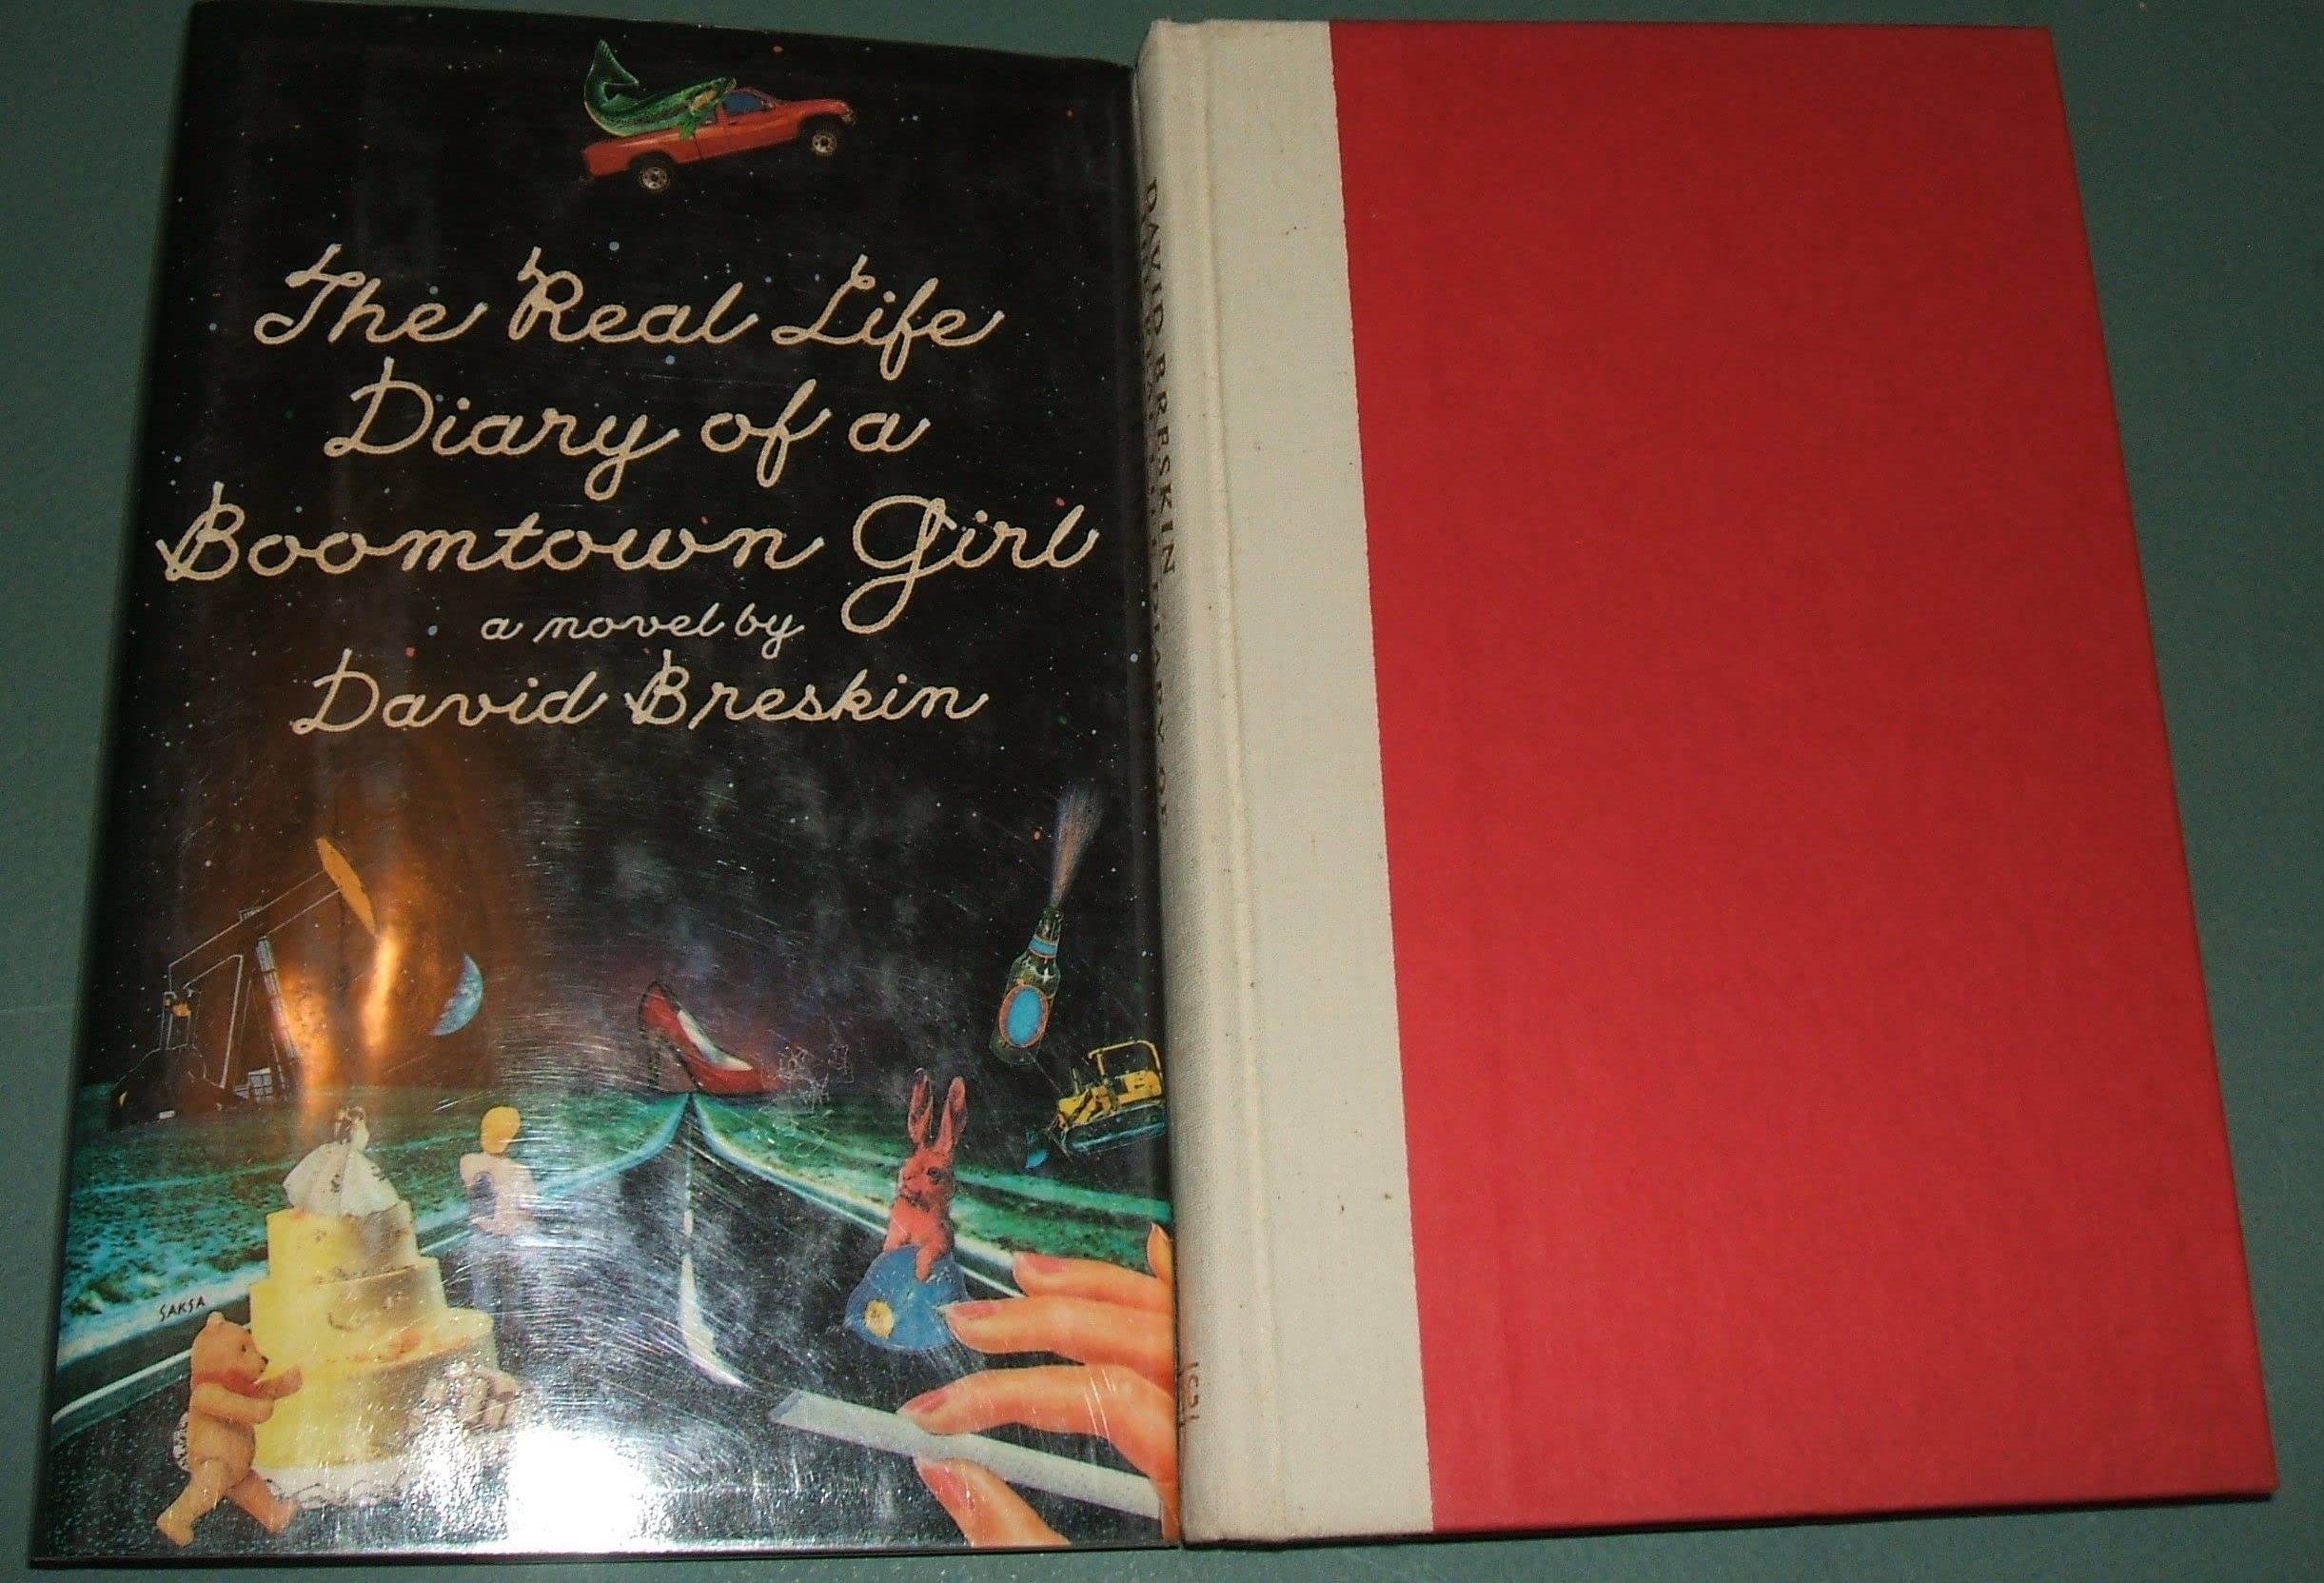 The Real Life
Diary of a
Boomtown Girl
a novel by
David Breskin
SAKSA
DAVID BRESKIN